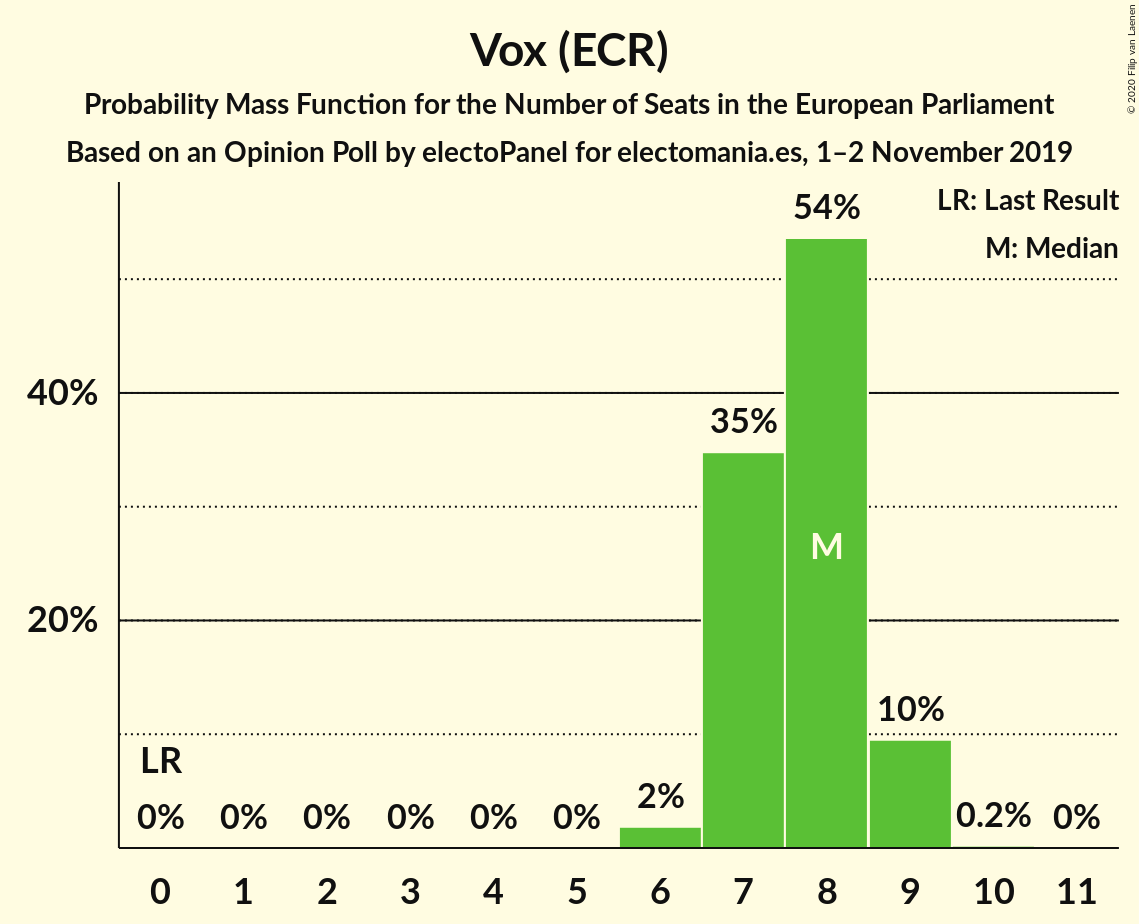 Vox (ECR)
Probability Mass Function for the Number of Seats in the European Parliament
Based on an Opinion Poll by electoPanel for electomania.es, 1–2 November 2019
© 2020 Filip van Laenen
LR: Last Result
M: Median
54%
40%
35%
M
20%
10%
LR
2%
0% 0% 0% 0% 0% 0% 0.2% 0%
0 1 2 3 4 5 6 7 8 9 10 11